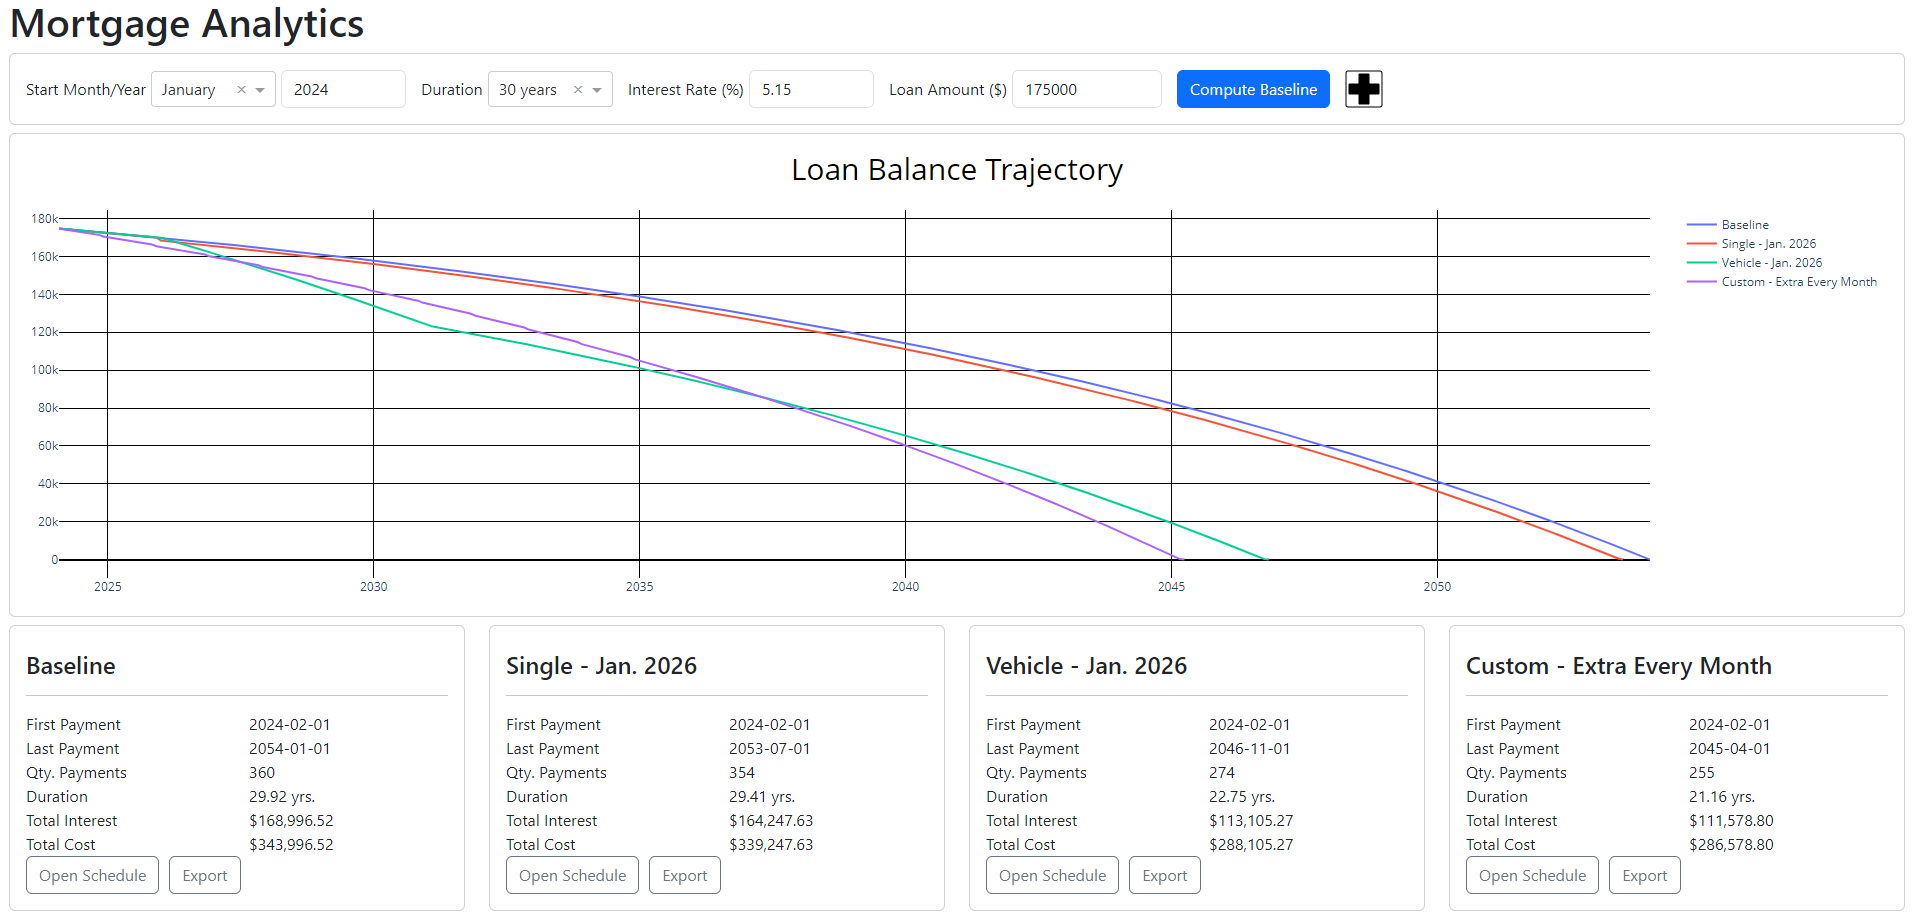 Mortgage Analytics
Start Month/Year January × 2024 Duration 30 years × Interest Rate (%) 5.15 Loan Amount ($) 175000 Compute Baseline
Loan Balance Trajectory
180k
160k
140k
120k
100k
80k
60k
40k
20k
0
2025 2030 2035 2040 2045 2050
Baseline
Single - Jan. 2026
Vehicle - Jan. 2026
Custom - Extra Every Month
Baseline
First Payment 2024-02-01
Last Payment 2054-01-01
Qty. Payments 360
Duration 29.92 yrs.
Total Interest $168,996.52
Total Cost $343,996.52
Open Schedule Export
Single - Jan. 2026
First Payment 2024-02-01
Last Payment 2053-07-01
Qty. Payments 354
Duration 29.41 yrs.
Total Interest $164,247.63
Total Cost $339,247.63
Open Schedule Export
Vehicle - Jan. 2026
First Payment 2024-02-01
Last Payment 2046-11-01
Qty. Payments 274
Duration 22.75 yrs.
Total Interest $113,105.27
Total Cost $288,105.27
Open Schedule Export
Custom - Extra Every Month
First Payment 2024-02-01
Last Payment 2045-04-01
Qty. Payments 255
Duration 21.16 yrs.
Total Interest $111,578.80
Total Cost $286,578.80
Open Schedule Export